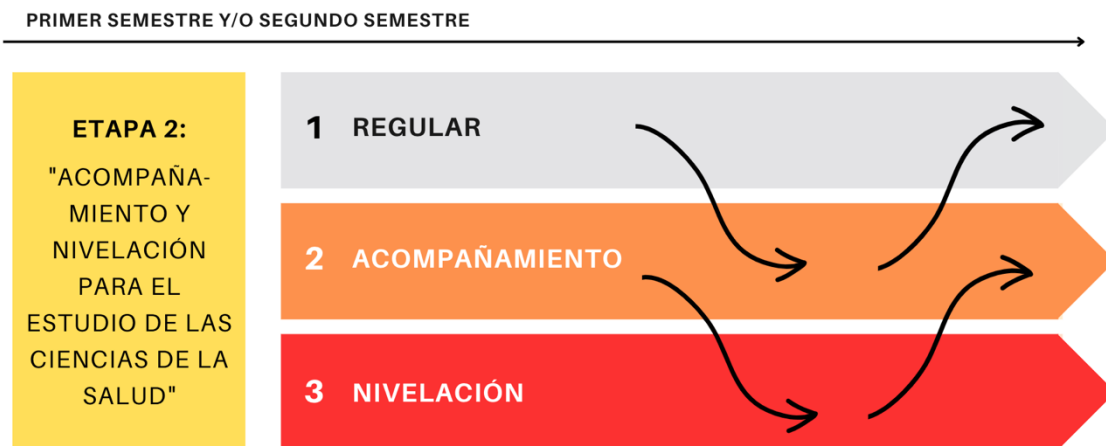 PRIMER SEMESTRE Y/O SEGUNDO SEMESTRE
ETAPA 2:
"ACOMPAÑA-
MIENTO Y
NIVELACIÓN
PARA EL
ESTUDIO DE LAS
CIENCIAS DE LA
SALUD"
1 REGULAR
2 ACOMPAÑAMIENTO
3 NIVELACIÓN